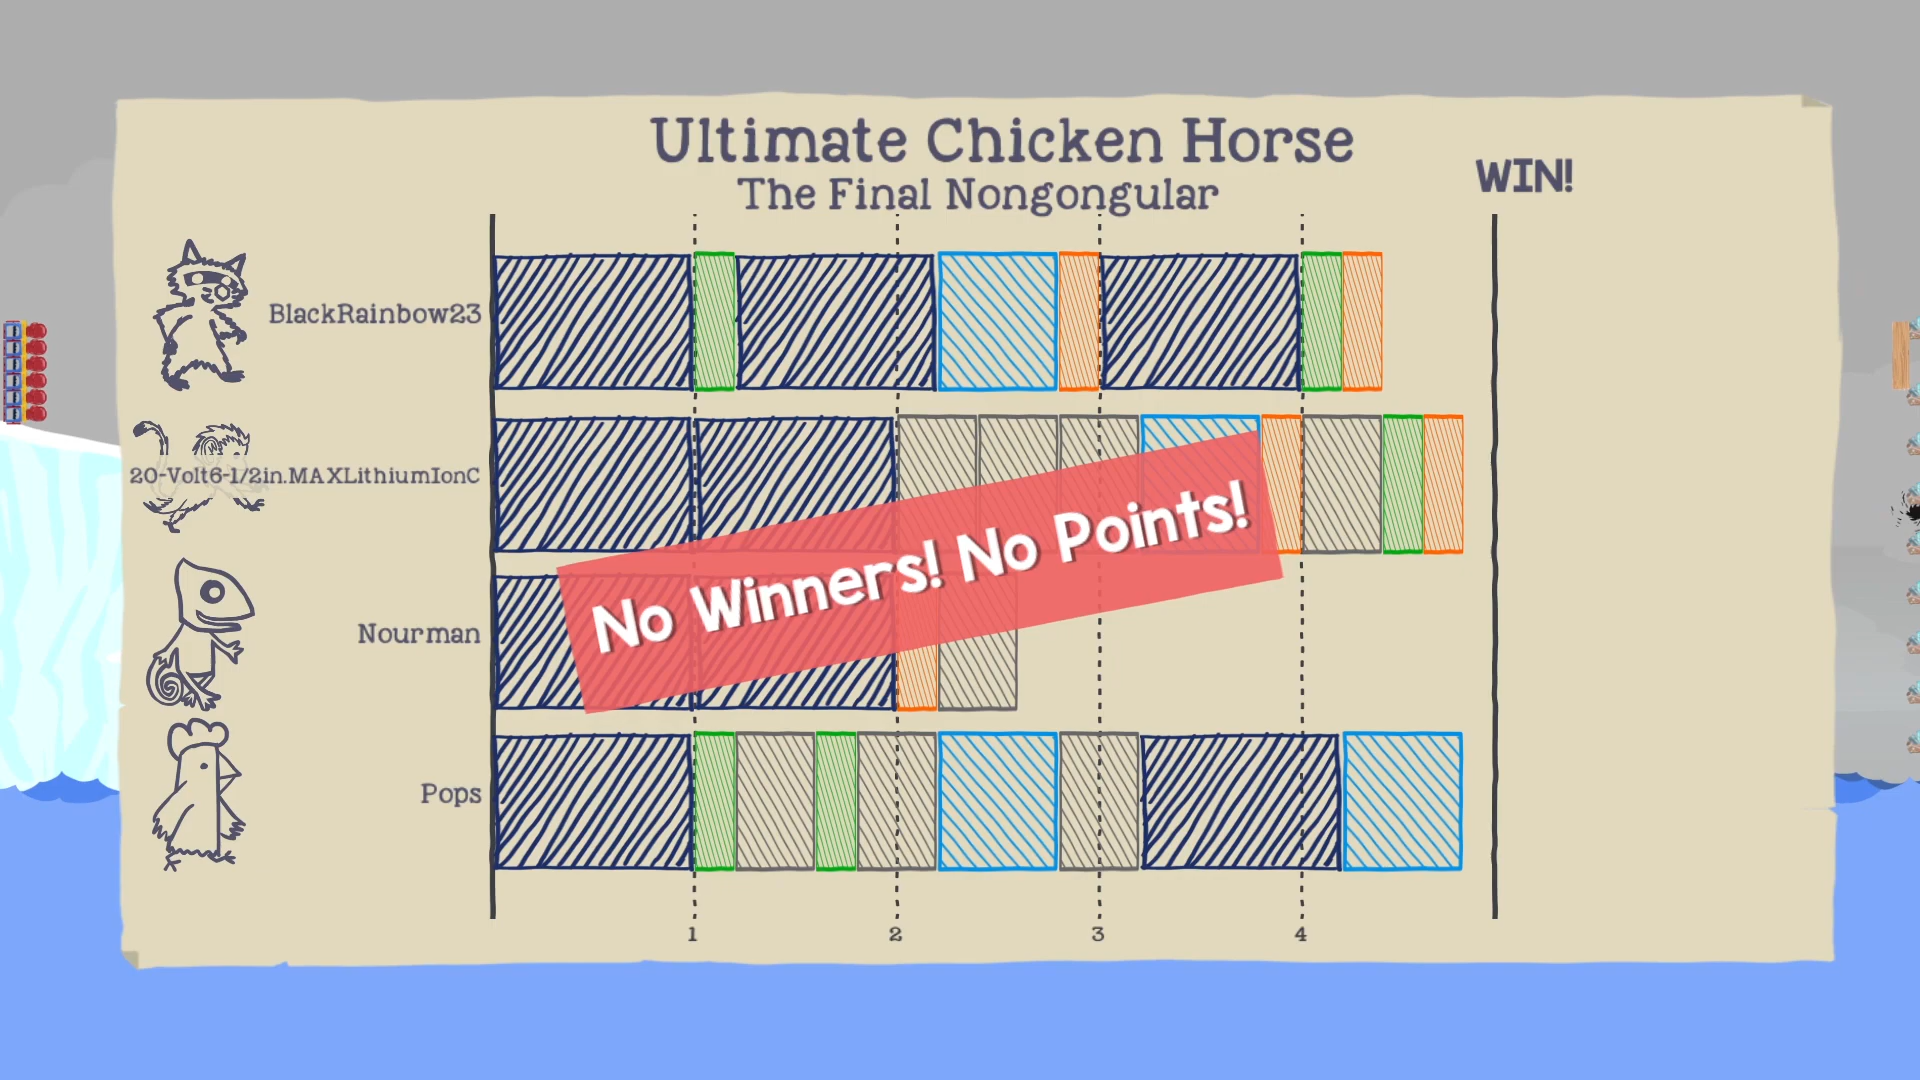 Ultimate Chicken Horse
The Final Nongongular
WIN!
BlackRainbow23
20-Volt6-1/2in.MAXLithiumIonC
No Winners! No Points!
Nourman
Pops
1 2 3 4